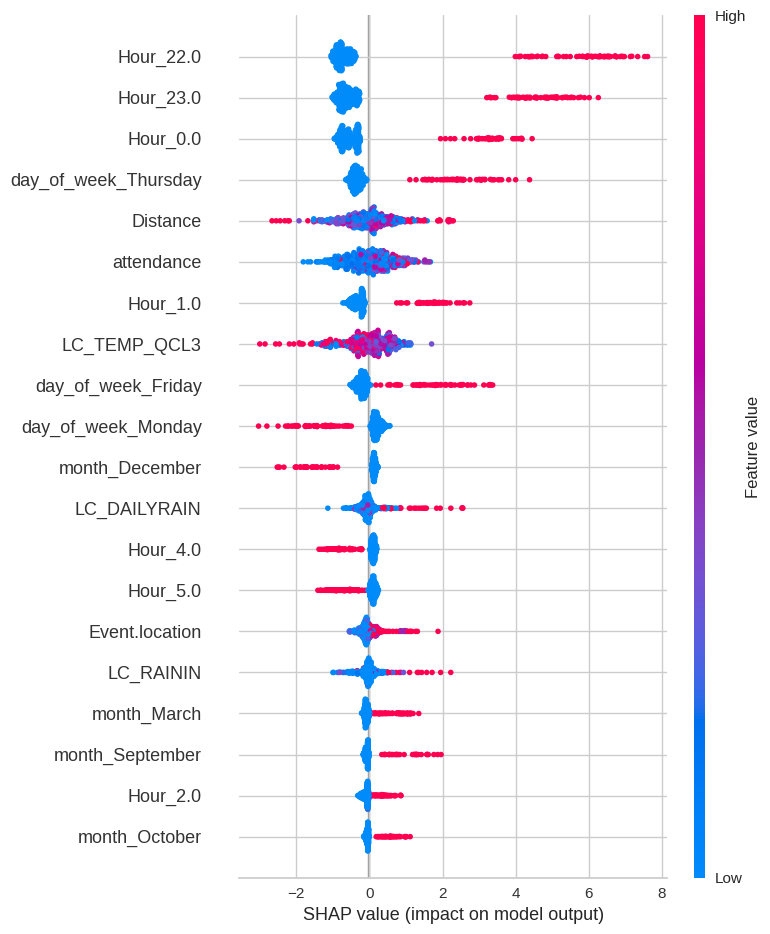 High
Hour_22.0
Hour_23.0
Hour_0.0
day_of_week_Thursday
Distance
attendance
Hour_1.0
LC_TEMP_QCL3
day_of_week_Friday
day_of_week_Monday
month_December
LC_DAILYRAIN
Hour_4.0
Hour_5.0
Event.location
LC_RAININ
month_March
month_September
Hour_2.0
month_October
Feature value
Low
−2 0 2 4 6 8
SHAP value (impact on model output)